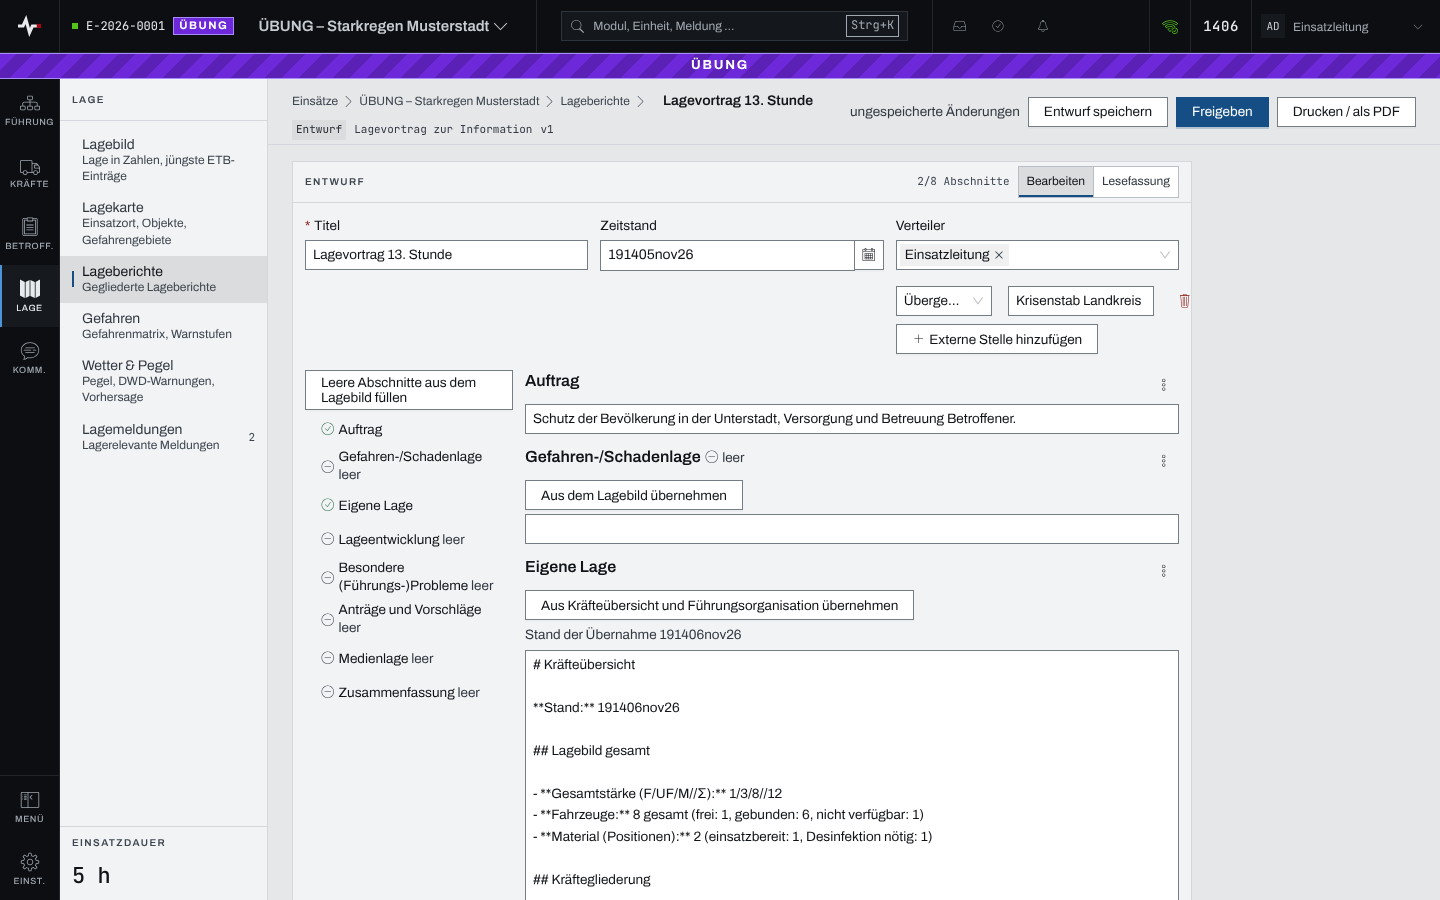 E-2026-0001 ÜBUNG ÜBUNG – Starkregen Musterstadt
Modul, Einheit, Meldung ... Strg+K
1406
AD Einsatzleitung
ÜBUNG
FÜHRUNG
KRÄFTE
BETROFF.
LAGE
KOMM.
MENÜ
EINST.
LAGE
Lagebild
Lage in Zahlen, jüngste ETB-
Einträge
Lagekarte
Einsatzort, Objekte,
Gefahrengebiete
Lageberichte
Gegliederte Lageberichte
Gefahren
Gefahrenmatrix, Warnstufen
Wetter & Pegel
Pegel, DWD-Warnungen,
Vorhersage
Lagemeldungen
Lagerelevante Meldungen 2
EINSATZDAUER
5 h
Einsätze ÜBUNG – Starkregen Musterstadt Lageberichte Lagevortrag 13. Stunde
Entwurf Lagevortrag zur Information v1
ungespeicherte Änderungen Entwurf speichern Freigeben Drucken / als PDF
ENTWURF 2/8 Abschnitte Bearbeiten Lesefassung
* Titel Zeitstand Verteiler
Lagevortrag 13. Stunde 191405nov26 Einsatzleitung ×
Überge... Krisenstab Landkreis
+ Externe Stelle hinzufügen
Leere Abschnitte aus dem
Lagebild füllen
Auftrag
Gefahren-/Schadenlage
leer
Eigene Lage
Lageentwicklung leer
Besondere
(Führungs-)Probleme leer
Anträge und Vorschläge
leer
Medienlage leer
Zusammenfassung leer
Auftrag
Schutz der Bevölkerung in der Unterstadt, Versorgung und Betreuung Betroffener.
Gefahren-/Schadenlage leer
Aus dem Lagebild übernehmen
Eigene Lage
Aus Kräfteübersicht und Führungsorganisation übernehmen
Stand der Übernahme 191406nov26
# Kräfteübersicht
**Stand:** 191406nov26
## Lagebild gesamt
- **Gesamtstärke (F/UF/M//Σ):** 1/3/8//12
- **Fahrzeuge:** 8 gesamt (frei: 1, gebunden: 6, nicht verfügbar: 1)
- **Material (Positionen):** 2 (einsatzbereit: 1, Desinfektion nötig: 1)
## Kräftegliederung